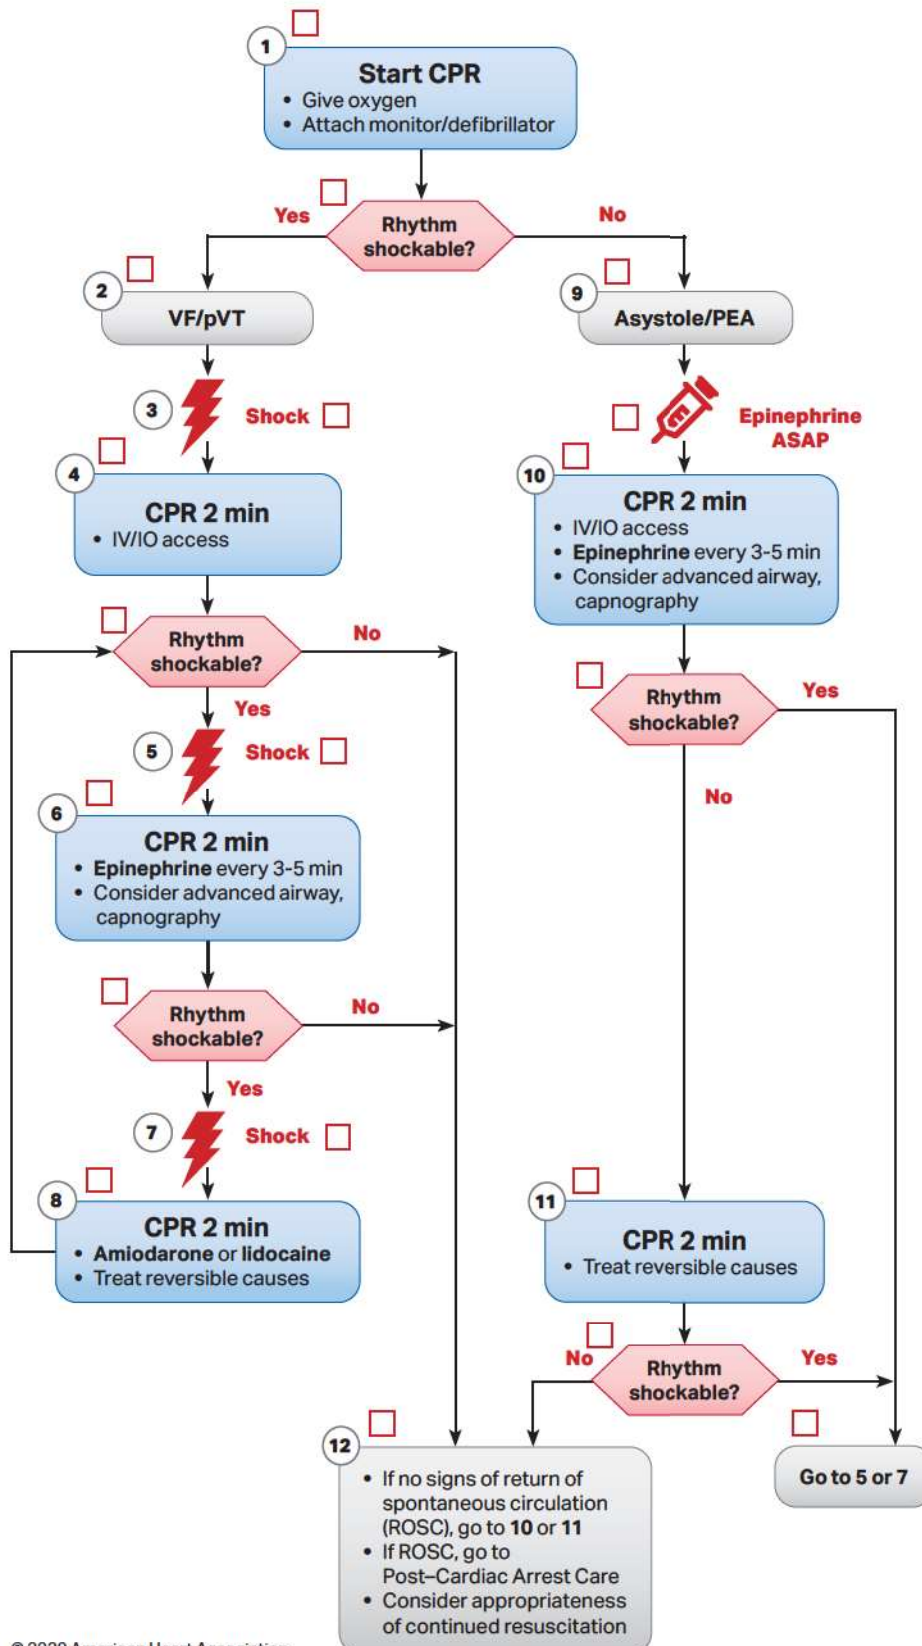 1
Start CPR
• Give oxygen
• Attach monitor/defibrillator
Rhythm
shockable?
Yes
No
2
VF/pVT
3
Shock
4
CPR 2 min
• IV/IO access
Rhythm
shockable?
No
Yes
5
Shock
6
CPR 2 min
• Epinephrine every 3-5 min
• Consider advanced airway,
capnography
Rhythm
shockable?
No
Yes
7
Shock
8
CPR 2 min
• Amiodarone or lidocaine
• Treat reversible causes
9
Asystole/PEA
Epinephrine
ASAP
10
CPR 2 min
• IV/IO access
• Epinephrine every 3-5 min
• Consider advanced airway,
capnography
Rhythm
shockable?
Yes
No
11
CPR 2 min
• Treat reversible causes
Rhythm
shockable?
No
Yes
12
• If no signs of return of
spontaneous circulation
(ROSC), go to 10 or 11
• If ROSC, go to
Post–Cardiac Arrest Care
• Consider appropriateness
of continued resuscitation
Go to 5 or 7
© 2020 American Heart Association